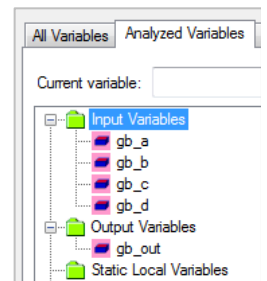 All Variables Analyzed Variables
Current variable:
Input Variables
gb_a
gb_b
gb_c
gb_d
Output Variables
gb_out
Static Local Variables